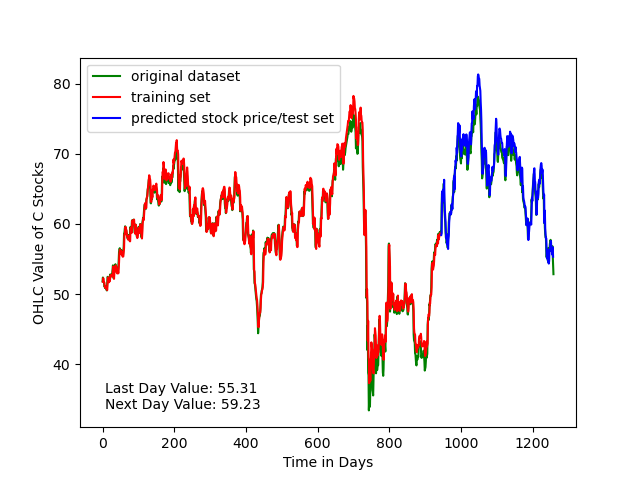 original dataset
training set
predicted stock price/test set
80
70
60
50
40
OHLC Value of C Stocks
Last Day Value: 55.31
Next Day Value: 59.23
0 200 400 600 800 1000 1200
Time in Days